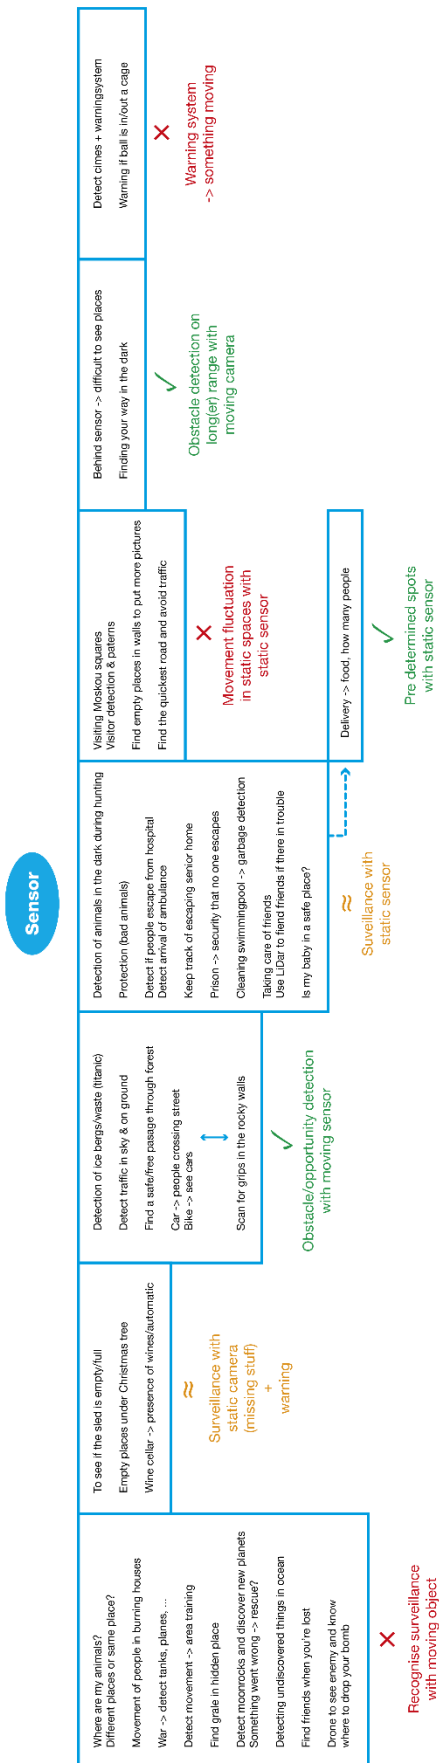 Sensor
Where are my animals?
Different places or same place?
Movement of people in burning houses
War -> detect tanks, planes, ...
Detect movement -> area training
Find grale in hidden place
Detect moonrocks and discover new planets
Something went wrong -> rescue?
Detecting undiscovered things in ocean
Find friends when you're lost
Drone to see enemy and know
where to drop your bomb
Recognise surveillance
with moving object
To see if the sled is empty/full
Empty places under Christmas tree
Wine cellar -> presence of wines/automatic
≈
Surveillance with
static camera
(missing stuff)
+
warning
Detection of ice bergs/waste (titanic)
Detect traffic in sky & on ground
Find a safe/free pasage through forest
Car -> people crossing street
Bike -> see cars
Scan for grips in the rocky walls
Obstacle/opportunity detection
with moving sensor
Detection of animals in the dark during hunting
Protection (bad animals)
Detect if people escape from hospital
Detect arrival of ambulance
Keep track of escaping senior home
Prison -> security that no one escapes
Cleaning swimmingpool -> garbage detection
Taking care of friends
Use LiDar to fiend friends if there in trouble
Is my baby in a safe place?
≈
Suveillance with
static sensor
Visiting Moskou squares
Visitor detection & paterns
Find empty places in walls to put more pictures
Find the quickest road and avoid traffic
Movement fluctuation
in static spaces with
static sensor
Delivery -> food, how many people
Pre determined spots
with static sensor
Behind sensor -> difficult to see places
Finding your way in the dark
Obstacle detection on
long(er) range with
moving camera
Detect cimes + warningsystem
Warning if ball is in/out a cage
Warning system
-> something moving